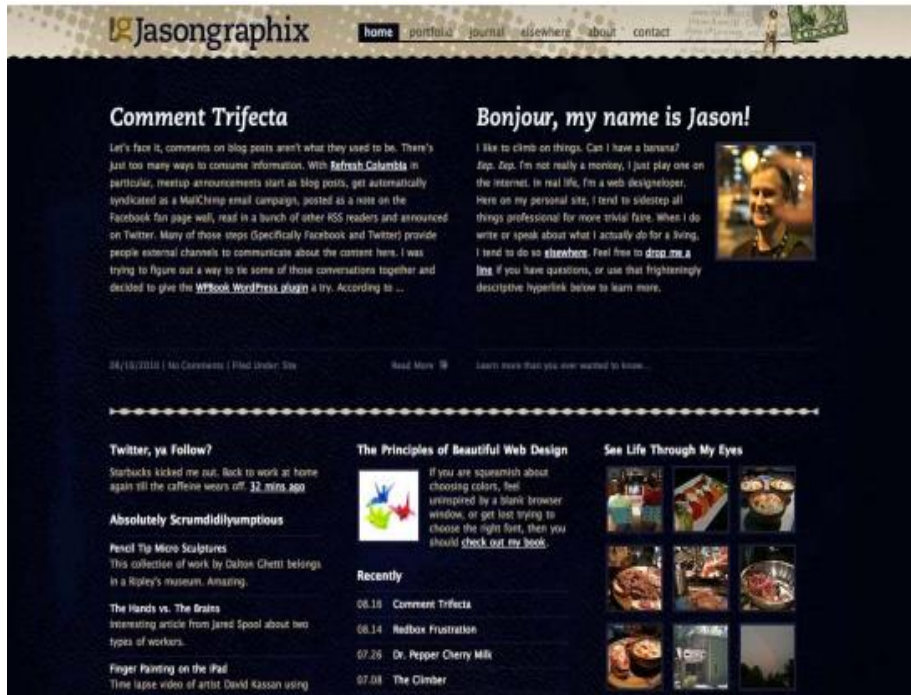 Jasongraphix
home portfolio journal elsewhere about contact
Comment Trifecta
Let's face it, comments on blog posts aren't what they used to be. There's
just too many ways to consume information. With Refresh Columbia in
particular, meetup announcements start as blog posts, get automatically
syndicated as a MailChimp email campaign, posted as a note on the
Facebook fan page wall, read in a bunch of other RSS readers and announced
on Twitter. Many of those steps (Specifically Facebook and Twitter) provide
people external channels to communicate about the content here. I was
trying to figure out a way to tie some of those conversations together and
decided to give the WPBook WordPress plugin a try. According to ...
08/18/2010 | No Comments | Filed Under: Site
Read More
Bonjour, my name is Jason!
I like to climb on things. Can I have a banana?
Eep. Eep. I'm not really a monkey, I just play one on
the internet. In real life, I'm a web designeloper.
Here on my personal site, I tend to sidestep all
things professional for more trivial faire. When I do
write or speak about what I actually do for a living,
I tend to do so elsewhere. Feel free to drop me a
line if you have questions, or use that frighteningly
descriptive hyperlink below to learn more.
Learn more than you ever wanted to know...
Twitter, ya Follow?
Starbucks kicked me out. Back to work at home
again till the caffeine wears off. 32 mins ago
Absolutely Scrumdidilyumptious
Pencil Tip Micro Sculptures
This collection of work by Dalton Ghetti belongs
in a Ripley's museum. Amazing.
The Hands vs. The Brains
Interesting article from Jared Spool about two
types of workers.
Finger Painting on the iPad
Time lapse video of artist David Kassan using
The Principles of Beautiful Web Design
If you are squeamish about
choosing colors, feel
uninspired by a blank browser
window, or get lost trying to
choose the right font, then you
should check out my book.
Recently
08.18 Comment Trifecta
08.14 Redbox Frustration
07.26 Dr. Pepper Cherry Milk
07.08 The Climber
See Life Through My Eyes